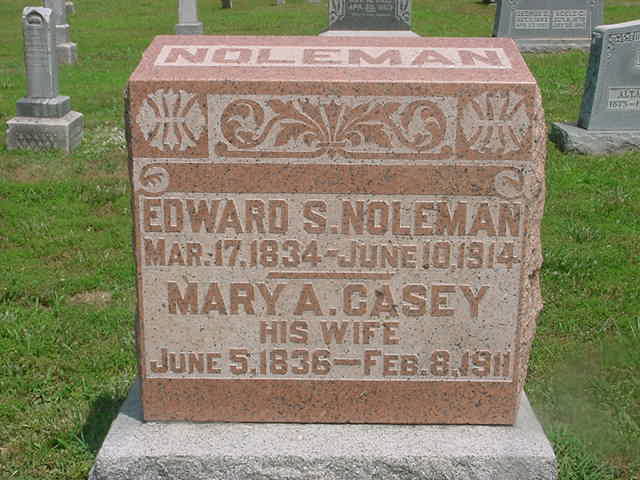 NOLEMAN
EDWARD S. NOLEMAN
MAR. 17, 1834 - JUNE 10, 1914.
MARY A. CASEY
HIS WIFE
JUNE 5, 1836 - FEB. 8, 1911